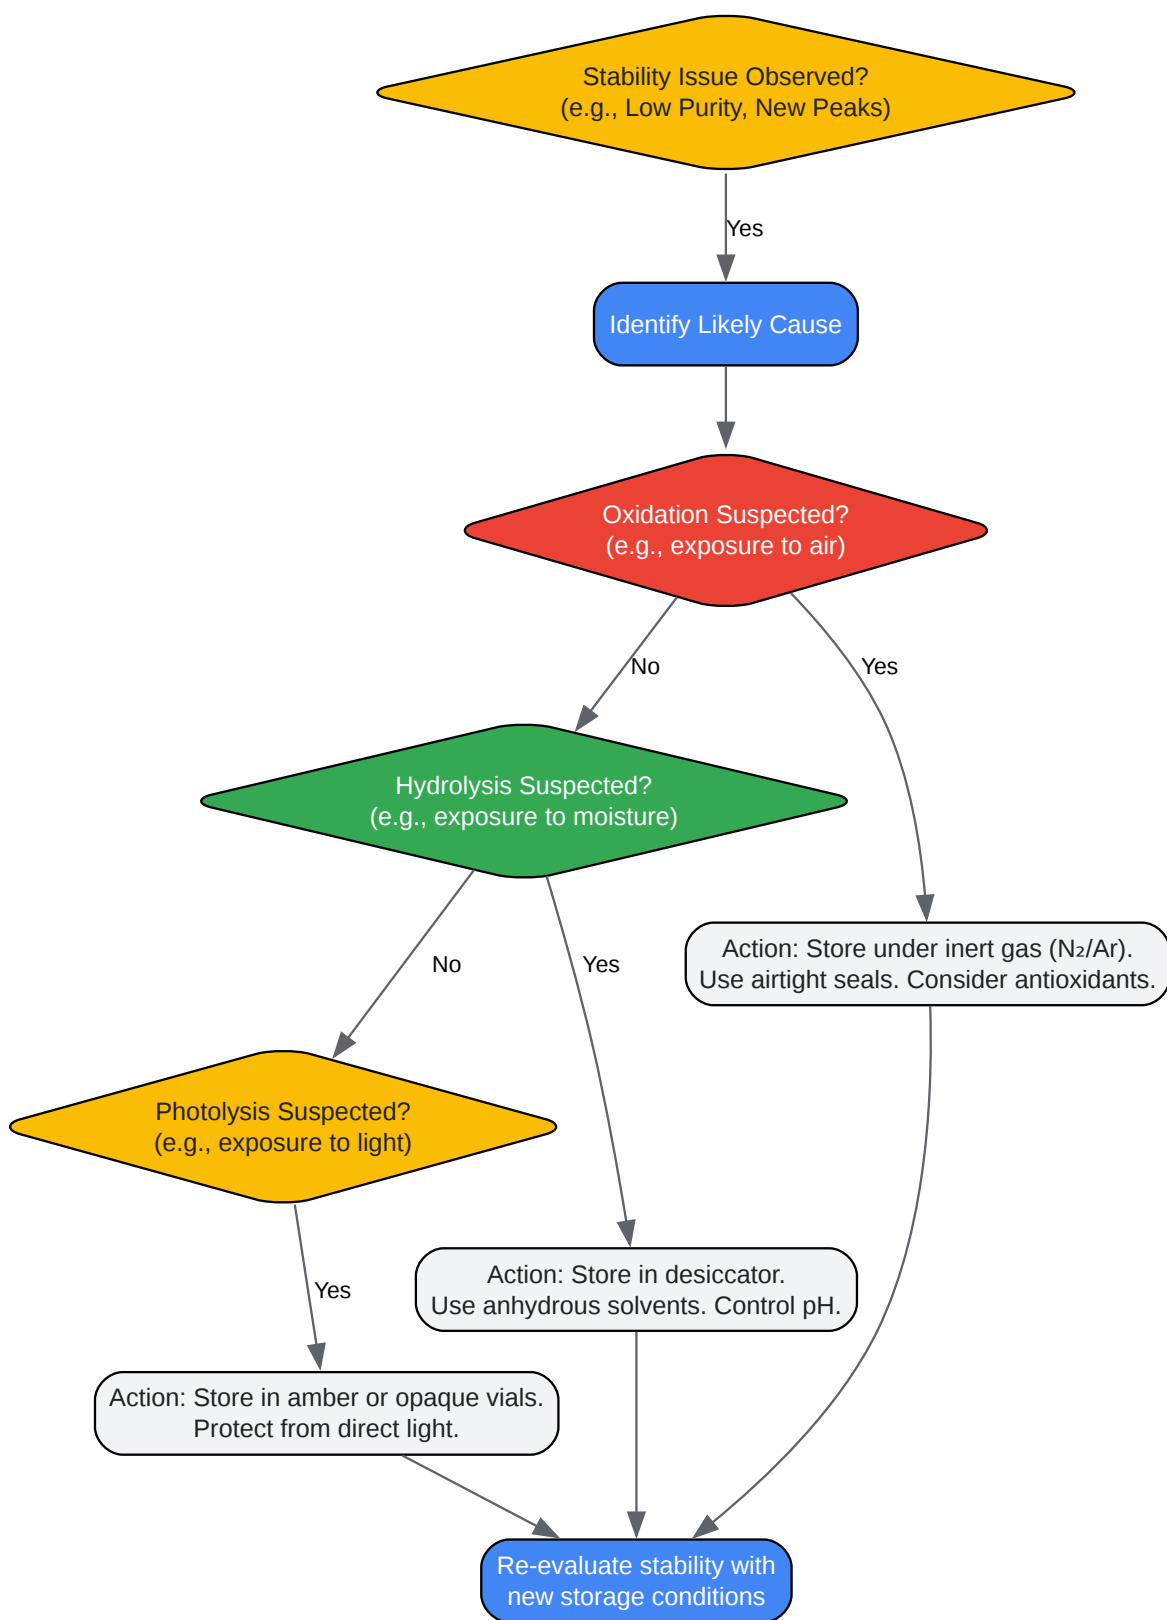 Stability Issue Observed?
(e.g., Low Purity, New Peaks)
Yes
Identify Likely Cause
Oxidation Suspected?
(e.g., exposure to air)
No
Yes
Hydrolysis Suspected?
(e.g., exposure to moisture)
No
Yes
Action: Store under inert gas (N₂/Ar).
Use airtight seals. Consider antioxidants.
Photolysis Suspected?
(e.g., exposure to light)
Yes
Action: Store in desiccator.
Use anhydrous solvents. Control pH.
Action: Store in amber or opaque vials.
Protect from direct light.
Re-evaluate stability with
new storage conditions